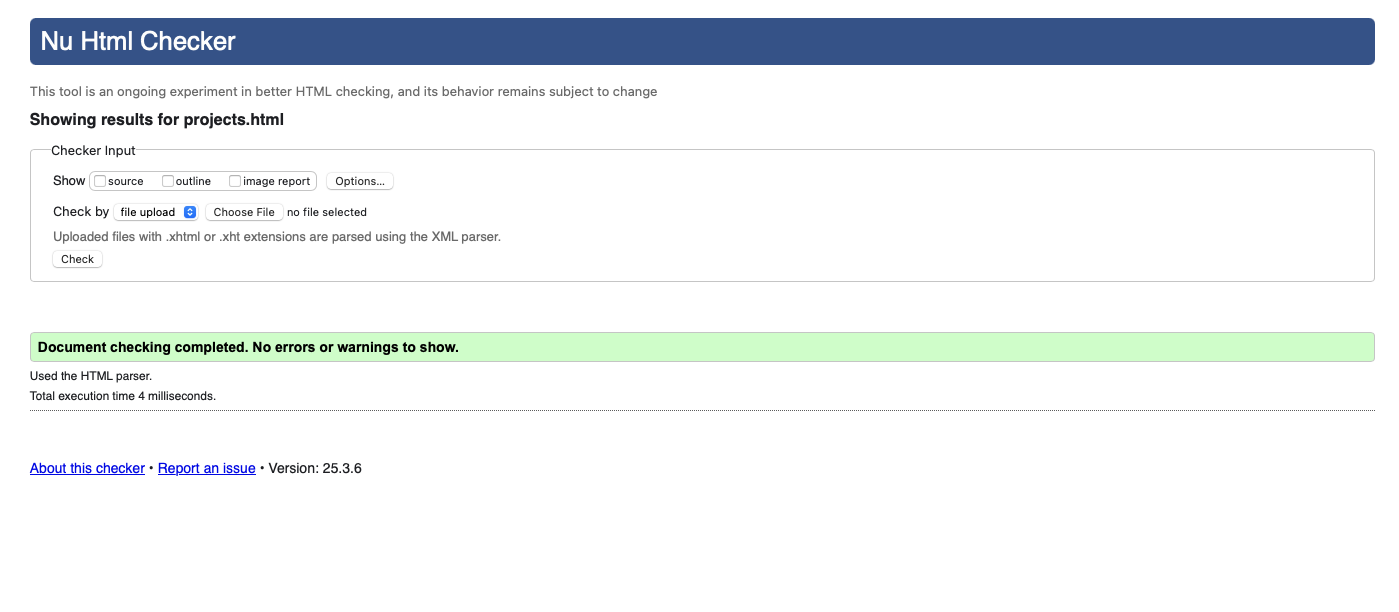 Nu Html Checker
This tool is an ongoing experiment in better HTML checking, and its behavior remains subject to change
Showing results for projects.html
Checker Input
Show source outline image report Options...
Check by file upload Choose File no file selected
Uploaded files with .xhtml or .xht extensions are parsed using the XML parser.
Check
Document checking completed. No errors or warnings to show.
Used the HTML parser.
Total execution time 4 milliseconds.
About this checker • Report an issue • Version: 25.3.6